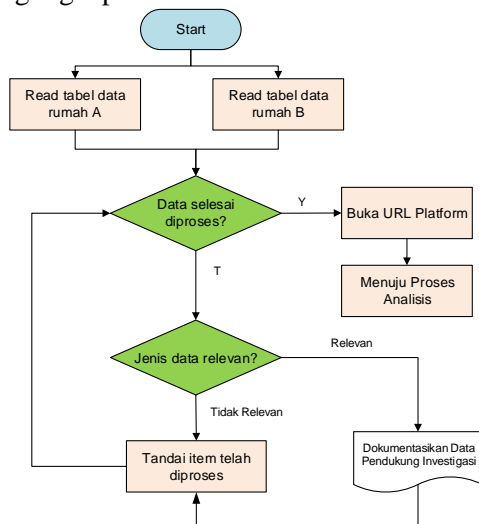 Start
Read tabel data
rumah A
Read tabel data
rumah B
Data selesai
diproses?
Y
Buka URL Platform
Menuju Proses
Analisis
T
Jenis data relevan?
Relevan
Tidak Relevan
Tandai item telah
diproses
Dokumentasikan Data
Pendukung Investigasi